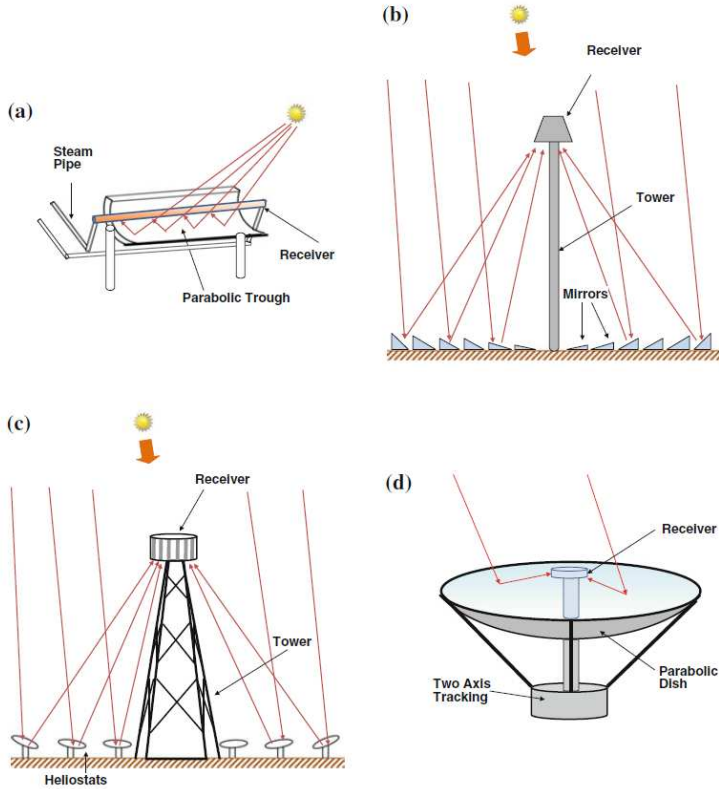 (a)
Steam
Pipe
Receiver
Parabolic Trough
(b)
Receiver
Tower
Mirrors
(c)
Receiver
Tower
Heliostats
(d)
Receiver
Parabolic
Dish
Two Axis
Tracking